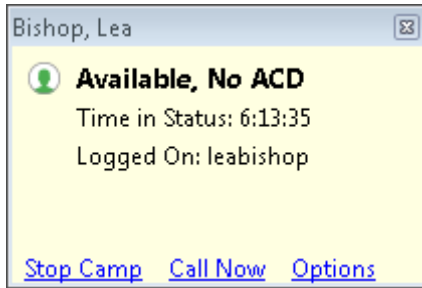 Bishop, Lea
Available, No ACD
Time in Status: 6:13:35
Logged On: leabishop
Stop Camp Call Now Options